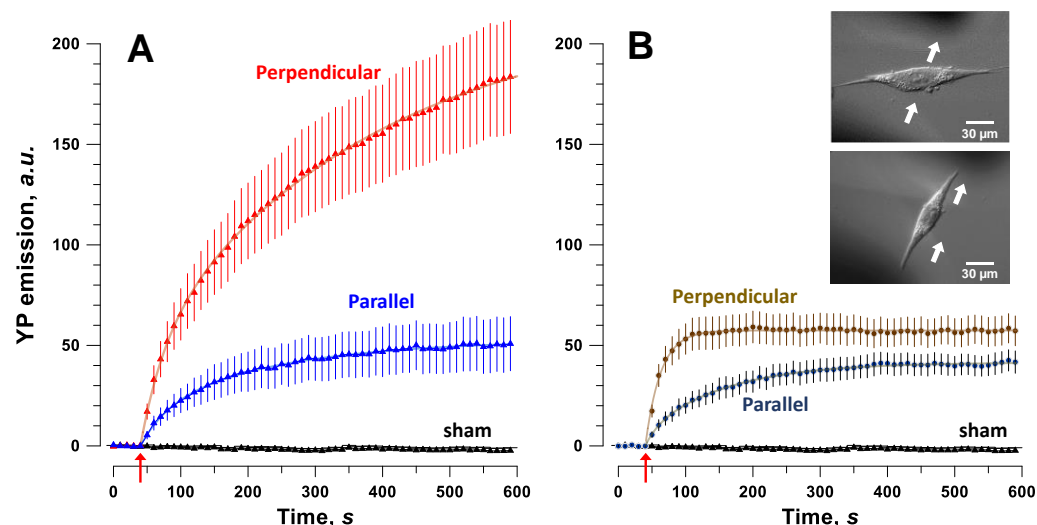 A
B
YP emission, a.u.
200
150
100
50
0
Perpendicular
Parallel
sham
0 100 200 300 400 500 600
Time, s
200
150
100
50
0
30 µm
30 µm
Perpendicular
Parallel
sham
0 100 200 300 400 500 600
Time, s